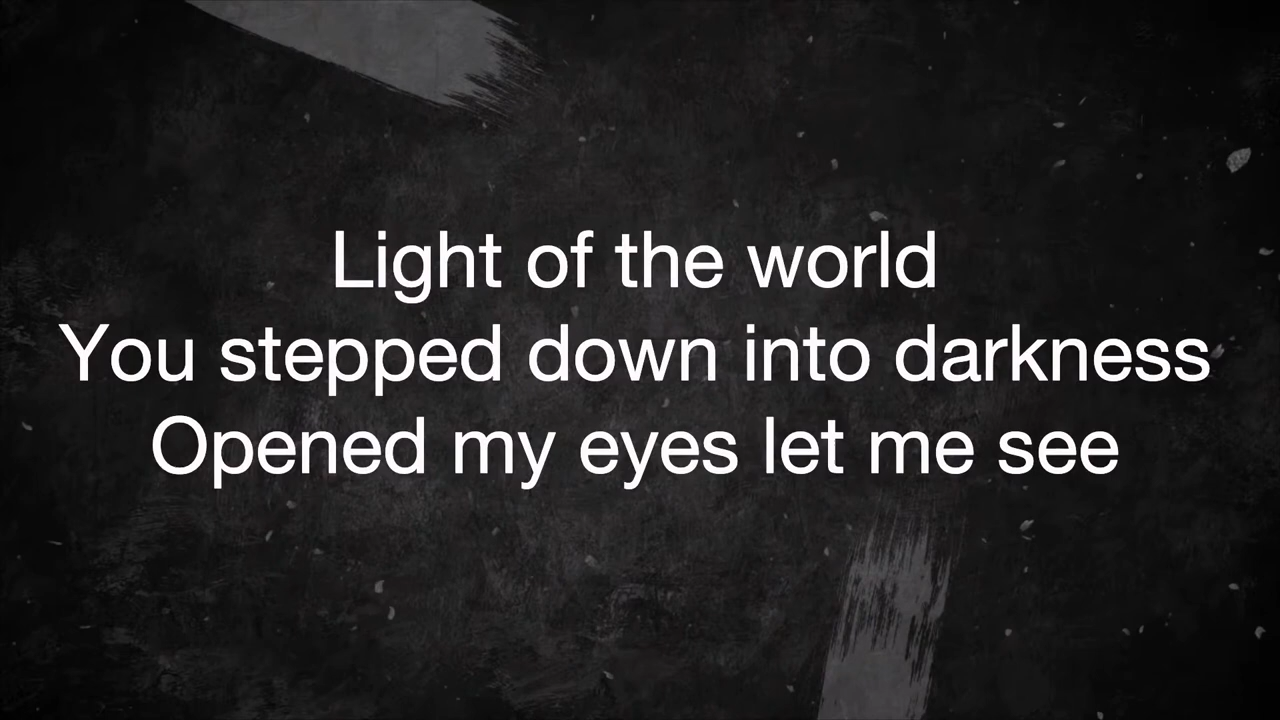 Light of the world
You stepped down into darkness
Opened my eyes let me see